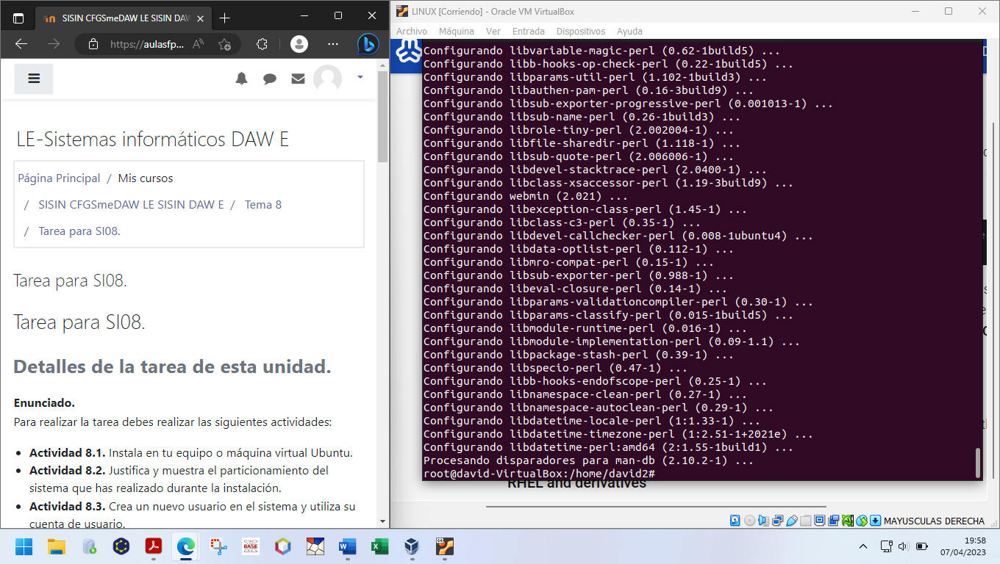 SISIN CFGSmeDAW LE SISIN DAW
https://aulasfp...
LE-Sistemas informáticos DAW E
Página Principal / Mis cursos
/ SISIN CFGSmeDAW LE SISIN DAW E / Tema 8
/ Tarea para SI08.
Tarea para SI08.
Tarea para SI08.
Detalles de la tarea de esta unidad.
Enunciado.
Para realizar la tarea debes realizar las siguientes actividades:
Actividad 8.1. Instala en tu equipo o máquina virtual Ubuntu.
Actividad 8.2. Justifica y muestra el particionamiento del
sistema que has realizado durante la instalación.
Actividad 8.3. Crea un nuevo usuario en el sistema y utiliza su
cuenta de usuario.
LINUX [Corriendo] - Oracle VM VirtualBox
Archivo Máquina Ver Entrada Dispositivos Ayuda
Configurando libvariable-magic-perl (0.62-1build5) ...
Configurando libb-hooks-op-check-perl (0.22-1build5) ...
Configurando libparams-util-perl (1.102-1build3) ...
Configurando libauthen-pam-perl (0.16-3build9) ...
Configurando libsub-exporter-progressive-perl (0.001013-1) ...
Configurando libsub-name-perl (0.26-1build3) ...
Configurando librole-tiny-perl (2.002004-1) ...
Configurando libfile-sharedir-perl (1.118-1) ...
Configurando libsub-quote-perl (2.006006-1) ...
Configurando libdevel-stacktrace-perl (2.0400-1) ...
Configurando libclass-xsaccessor-perl (1.19-3build9) ...
Configurando webmin (2.021) ...
Configurando libexception-class-perl (1.45-1) ...
Configurando libclass-c3-perl (0.35-1) ...
Configurando libdevel-callchecker-perl (0.008-1ubuntu4) ...
Configurando libdata-optlist-perl (0.112-1) ...
Configurando libmro-compat-perl (0.15-1) ...
Configurando libsub-exporter-perl (0.988-1) ...
Configurando libeval-closure-perl (0.14-1) ...
Configurando libparams-validationcompiler-perl (0.30-1) ...
Configurando libparams-classify-perl (0.015-1build5) ...
Configurando libmodule-runtime-perl (0.016-1) ...
Configurando libmodule-implementation-perl (0.09-1.1) ...
Configurando libpackage-stash-perl (0.39-1) ...
Configurando libspecio-perl (0.47-1) ...
Configurando libb-hooks-endofscope-perl (0.25-1) ...
Configurando libnamespace-clean-perl (0.27-1) ...
Configurando libnamespace-autoclean-perl (0.29-1) ...
Configurando libdatetime-locale-perl (1:1.33-1) ...
Configurando libdatetime-timezone-perl (1:2.51-1+2021e) ...
Configurando libdatetime-perl:amd64 (2:1.55-1build1) ...
Procesando disparadores para man-db (2.10.2-1) ...
root@david-VirtualBox:/home/david2#
RHEL and derivatives
MAYUSCULAS DERECHA
BASE
64
19:58
07/04/2023